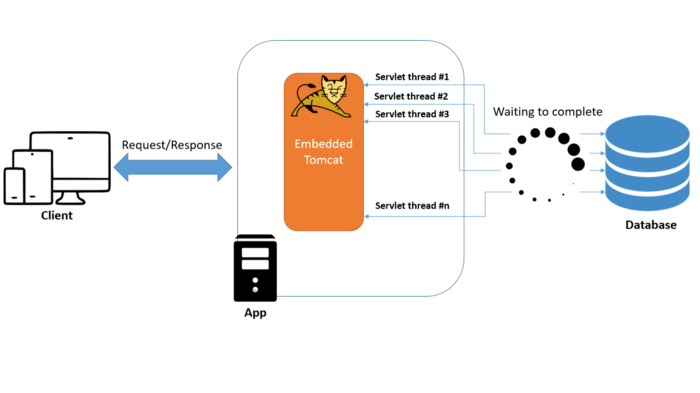 Servlet thread #1
Servlet thread #2
Servlet thread #3
Waiting to complete
Request/Response
Embedded
Tomcat
Servlet thread #n
Client
Database
App